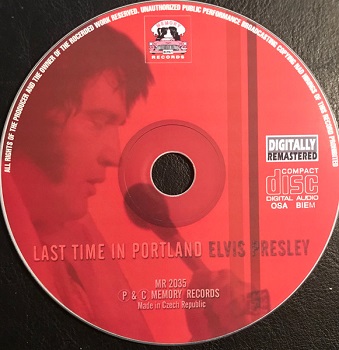 ALL RIGHTS OF THE PRODUCER AND THE OWNER OF THE RECORDED WORK RESERVED. UNAUTHORIZED PUBLIC PERFORMANCE BROADCASTING COPYING AND DUBBING OF THIS RECORD PROHIBITED
MEMORY
RECORDS
DIGITALLY
REMASTERED
COMPACT
disc
DIGITAL AUDIO
OSA BIEM
LAST TIME IN PORTLAND ELVIS PRESLEY
MR 2035
P & C MEMORY RECORDS
Made in Czech Republic